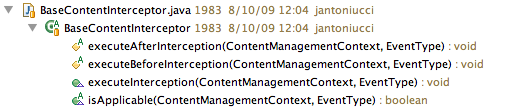 BaseContentInterceptor.java 1983 8/10/09 12:04 jantoniucci
BaseContentInterceptor 1983 8/10/09 12:04 jantoniucci
executeAfterInterception(ContentManagementContext, EventType) : void
executeBeforeInterception(ContentManagementContext, EventType) : void
executeInterception(ContentManagementContext, EventType) : void
isApplicable(ContentManagementContext, EventType) : boolean